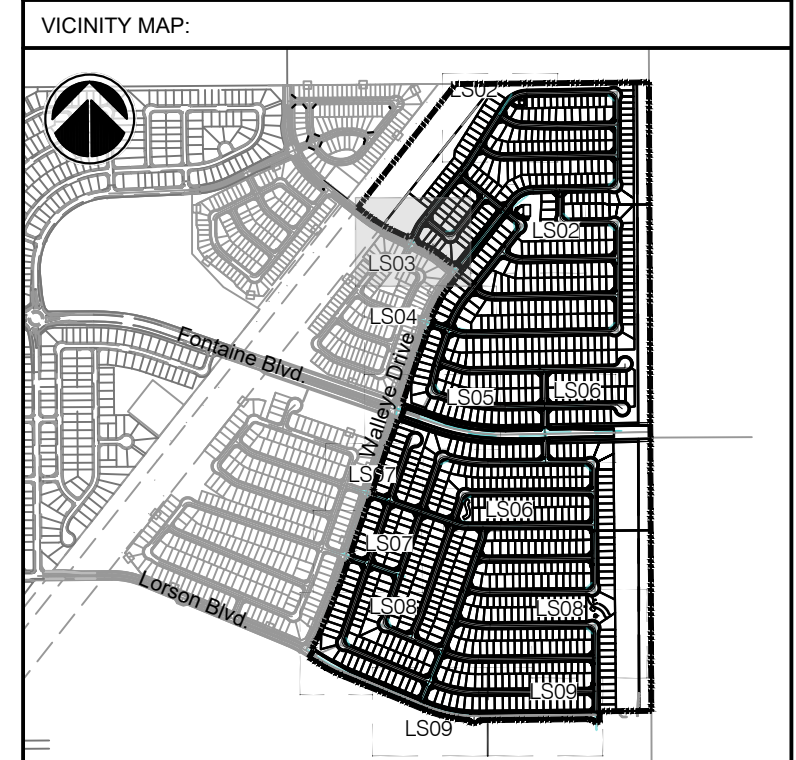 VICINITY MAP:
LS02
LS02
LS03
LS04
Fontaine Blvd.
Walleye Drive
LS05
LS06
LS07
LS06
LS07
LS08
LS08
Lorson Blvd.
LS09
LS09